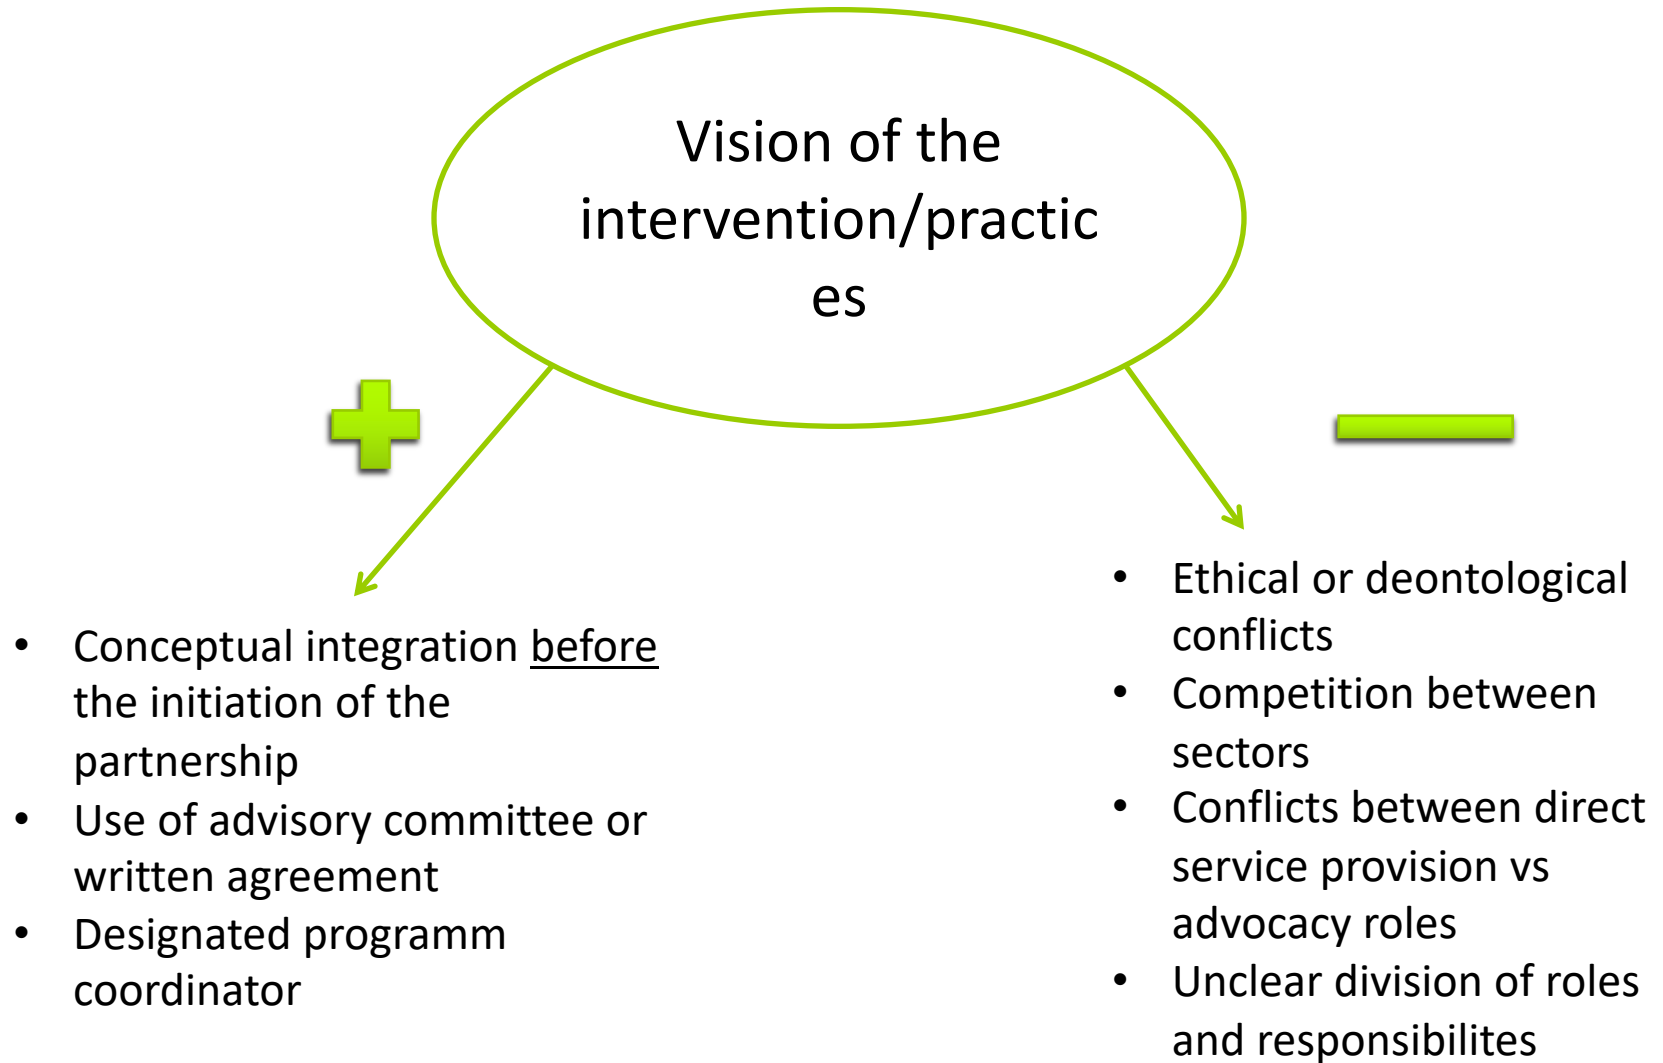 Vision of the
intervention/practic
es
• Conceptual integration before
the initiation of the
partnership
• Use of advisory committee or
written agreement
• Designated programm
coordinator
• Ethical or deontological
conflicts
• Competition between
sectors
• Conflicts between direct
service provision vs
advocacy roles
• Unclear division of roles
and responsibilites